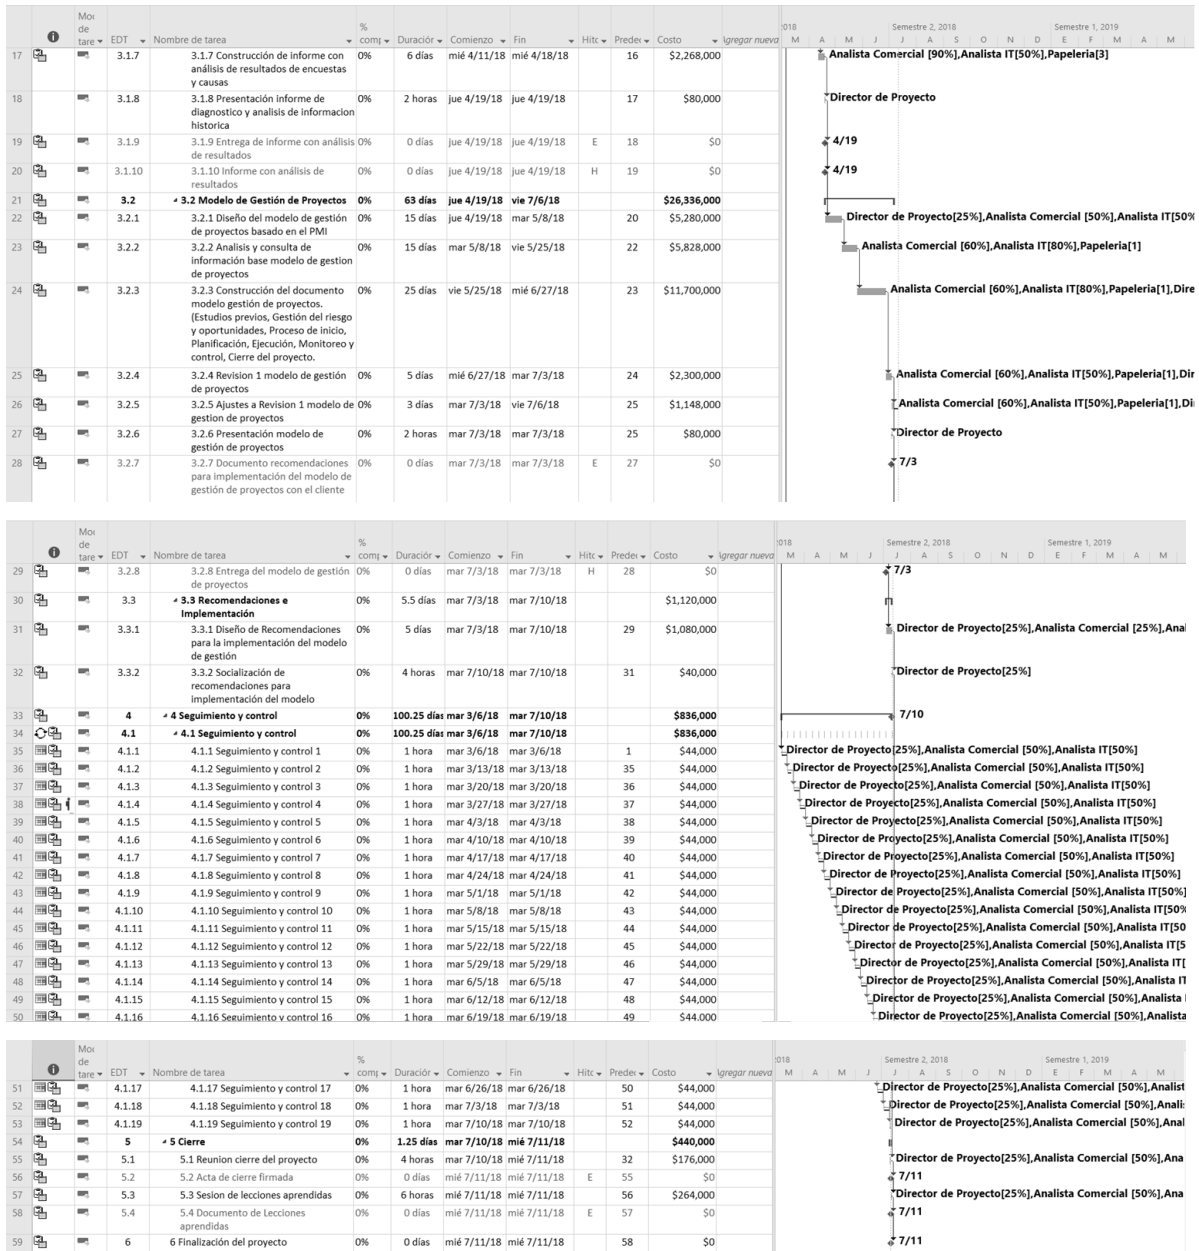 Moc
de
tare EDT Nombre de tarea % comp Duración Comienzo Fin Hito Predec Costo Agregar nueva
2018 Semestre 2, 2018 Semestre 1, 2019
M A M J J A S O N D E F M A M
17 3.1.7 3.1.7 Construcción de informe con 0% 6 días mié 4/11/18 mié 4/18/18 16 $2,268,000 Analista Comercial [90%],Analista IT[50%],Papeleria[3]
análisis de resultados de encuestas
y causas
18 3.1.8 3.1.8 Presentación informe de 0% 2 horas jue 4/19/18 jue 4/19/18 17 $80,000 Director de Proyecto
diagnostico y analisis de informacion
historica
19 3.1.9 3.1.9 Entrega de informe con análisis 0% 0 días jue 4/19/18 jue 4/19/18 E 18 $0 4/19
de resultados
20 3.1.10 3.1.10 Informe con análisis de 0% 0 días jue 4/19/18 jue 4/19/18 H 19 $0 4/19
resultados
21 3.2 3.2 Modelo de Gestión de Proyectos 0% 63 días jue 4/19/18 vie 7/6/18 $26,336,000
22 3.2.1 3.2.1 Diseño del modelo de gestión 0% 15 días jue 4/19/18 mar 5/8/18 20 $5,280,000 Director de Proyecto[25%],Analista Comercial [50%],Analista IT[50%
de proyectos basado en el PMI
23 3.2.2 3.2.2 Analisis y consulta de 0% 15 días mar 5/8/18 vie 5/25/18 22 $5,828,000 Analista Comercial [60%],Analista IT[80%],Papeleria[1]
información base modelo de gestion
de proyectos
24 3.2.3 3.2.3 Construcción del documento 0% 25 días vie 5/25/18 mié 6/27/18 23 $11,700,000 Analista Comercial [60%],Analista IT[80%],Papeleria[1],Dire
modelo gestión de proyectos.
(Estudios previos, Gestión del riesgo
y oportunidades, Proceso de inicio,
Planificación, Ejecución, Monitoreo y
control, Cierre del proyecto.
25 3.2.4 3.2.4 Revision 1 modelo de gestión 0% 5 días mié 6/27/18 mar 7/3/18 24 $2,300,000 Analista Comercial [60%],Analista IT[50%],Papeleria[1],Dir
de proyectos
26 3.2.5 3.2.5 Ajustes a Revision 1 modelo de 0% 3 días mar 7/3/18 vie 7/6/18 25 $1,148,000 Analista Comercial [60%],Analista IT[50%],Papeleria[1],Di
gestion de proyectos
27 3.2.6 3.2.6 Presentación modelo de 0% 2 horas mar 7/3/18 mar 7/3/18 25 $80,000 Director de Proyecto
gestión de proyectos
28 3.2.7 3.2.7 Documento recomendaciones 0% 0 días mar 7/3/18 mar 7/3/18 E 27 $0 7/3
para implementación del modelo de
gestión de proyectos con el cliente
Moc
de
tare EDT Nombre de tarea % comp Duración Comienzo Fin Hito Predec Costo Agregar nueva
2018 Semestre 2, 2018 Semestre 1, 2019
M A M J J A S O N D E F M A M
29 3.2.8 3.2.8 Entrega del modelo de gestión 0% 0 días mar 7/3/18 mar 7/3/18 H 28 $0 7/3
de proyectos
30 3.3 3.3 Recomendaciones e 0% 5.5 días mar 7/3/18 mar 7/10/18 $1,120,000
Implementación
31 3.3.1 3.3.1 Diseño de Recomendaciones 0% 5 días mar 7/3/18 mar 7/10/18 29 $1,080,000 Director de Proyecto[25%],Analista Comercial [25%],Anal
para la implementación del modelo
de gestión
32 3.3.2 3.3.2 Socialización de 0% 4 horas mar 7/10/18 mar 7/10/18 31 $40,000 Director de Proyecto[25%]
recomendaciones para
implementación del modelo
33 4 4 Seguimiento y control 0% 100.25 días mar 3/6/18 mar 7/10/18 $836,000 7/10
34 4.1 4.1 Seguimiento y control 0% 100.25 días mar 3/6/18 mar 7/10/18 $836,000
35 4.1.1 4.1.1 Seguimiento y control 1 0% 1 hora mar 3/6/18 mar 3/6/18 1 $44,000 Director de Proyecto[25%],Analista Comercial [50%],Analista IT[50%]
36 4.1.2 4.1.2 Seguimiento y control 2 0% 1 hora mar 3/13/18 mar 3/13/18 35 $44,000 Director de Proyecto[25%],Analista Comercial [50%],Analista IT[50%]
37 4.1.3 4.1.3 Seguimiento y control 3 0% 1 hora mar 3/20/18 mar 3/20/18 36 $44,000 Director de Proyecto[25%],Analista Comercial [50%],Analista IT[50%]
38 4.1.4 4.1.4 Seguimiento y control 4 0% 1 hora mar 3/27/18 mar 3/27/18 37 $44,000 Director de Proyecto[25%],Analista Comercial [50%],Analista IT[50%]
39 4.1.5 4.1.5 Seguimiento y control 5 0% 1 hora mar 4/3/18 mar 4/3/18 38 $44,000 Director de Proyecto[25%],Analista Comercial [50%],Analista IT[50%]
40 4.1.6 4.1.6 Seguimiento y control 6 0% 1 hora mar 4/10/18 mar 4/10/18 39 $44,000 Director de Proyecto[25%],Analista Comercial [50%],Analista IT[50%]
41 4.1.7 4.1.7 Seguimiento y control 7 0% 1 hora mar 4/17/18 mar 4/17/18 40 $44,000 Director de Proyecto[25%],Analista Comercial [50%],Analista IT[50%]
42 4.1.8 4.1.8 Seguimiento y control 8 0% 1 hora mar 4/24/18 mar 4/24/18 41 $44,000 Director de Proyecto[25%],Analista Comercial [50%],Analista IT[50%]
43 4.1.9 4.1.9 Seguimiento y control 9 0% 1 hora mar 5/1/18 mar 5/1/18 42 $44,000 Director de Proyecto[25%],Analista Comercial [50%],Analista IT[50%]
44 4.1.10 4.1.10 Seguimiento y control 10 0% 1 hora mar 5/8/18 mar 5/8/18 43 $44,000 Director de Proyecto[25%],Analista Comercial [50%],Analista IT[50%
45 4.1.11 4.1.11 Seguimiento y control 11 0% 1 hora mar 5/15/18 mar 5/15/18 44 $44,000 Director de Proyecto[25%],Analista Comercial [50%],Analista IT[50
46 4.1.12 4.1.12 Seguimiento y control 12 0% 1 hora mar 5/22/18 mar 5/22/18 45 $44,000 Director de Proyecto[25%],Analista Comercial [50%],Analista IT[5
47 4.1.13 4.1.13 Seguimiento y control 13 0% 1 hora mar 5/29/18 mar 5/29/18 46 $44,000 Director de Proyecto[25%],Analista Comercial [50%],Analista IT[
48 4.1.14 4.1.14 Seguimiento y control 14 0% 1 hora mar 6/5/18 mar 6/5/18 47 $44,000 Director de Proyecto[25%],Analista Comercial [50%],Analista IT
49 4.1.15 4.1.15 Seguimiento y control 15 0% 1 hora mar 6/12/18 mar 6/12/18 48 $44,000 Director de Proyecto[25%],Analista Comercial [50%],Analista I
50 4.1.16 4.1.16 Seguimiento y control 16 0% 1 hora mar 6/19/18 mar 6/19/18 49 $44,000 Director de Proyecto[25%],Analista Comercial [50%],Analista
Moc
de
tare EDT Nombre de tarea % comp Duración Comienzo Fin Hito Predec Costo Agregar nueva
2018 Semestre 2, 2018 Semestre 1, 2019
M A M J J A S O N D E F M A M
51 4.1.17 4.1.17 Seguimiento y control 17 0% 1 hora mar 6/26/18 mar 6/26/18 50 $44,000 Director de Proyecto[25%],Analista Comercial [50%],Analist
52 4.1.18 4.1.18 Seguimiento y control 18 0% 1 hora mar 7/3/18 mar 7/3/18 51 $44,000 Director de Proyecto[25%],Analista Comercial [50%],Anali
53 4.1.19 4.1.19 Seguimiento y control 19 0% 1 hora mar 7/10/18 mar 7/10/18 52 $44,000 Director de Proyecto[25%],Analista Comercial [50%],Anal
54 5 5 Cierre 0% 1.25 días mar 7/10/18 mié 7/11/18 $440,000
55 5.1 5.1 Reunion cierre del proyecto 0% 4 horas mar 7/10/18 mié 7/11/18 32 $176,000 Director de Proyecto[25%],Analista Comercial [50%],Ana
56 5.2 5.2 Acta de cierre firmada 0% 0 días mié 7/11/18 mié 7/11/18 E 55 $0 7/11
57 5.3 5.3 Sesion de lecciones aprendidas 0% 6 horas mié 7/11/18 mié 7/11/18 56 $264,000 Director de Proyecto[25%],Analista Comercial [50%],Ana
58 5.4 5.4 Documento de Lecciones 0% 0 días mié 7/11/18 mié 7/11/18 E 57 $0 7/11
aprendidas
59 6 6 Finalización del proyecto 0% 0 días mié 7/11/18 mié 7/11/18 58 $0 7/11